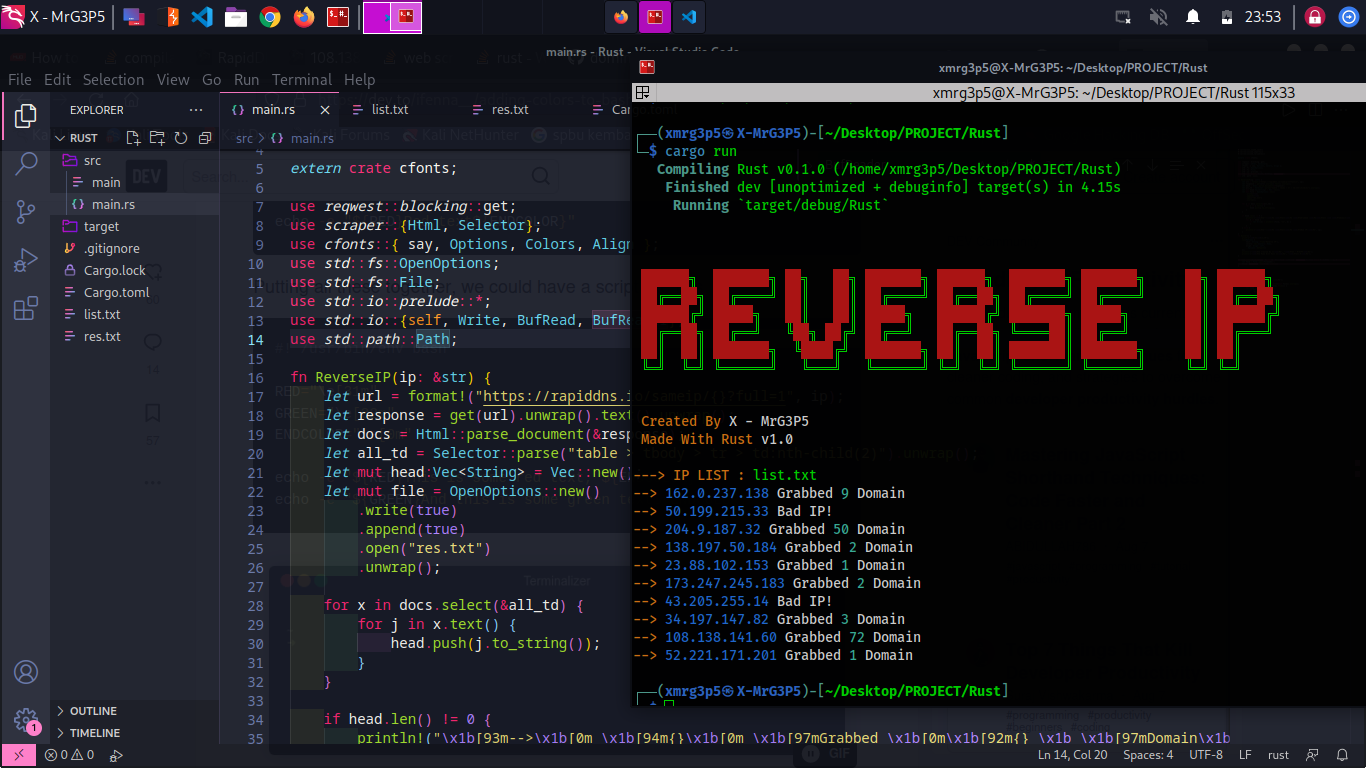 X - MrG3P5
23:53
main.rs - Rust - Visual Studio Code
File Edit Selection View Go Run Terminal Help
EXPLORER ...
RUST
src
main
main.rs
target
.gitignore
Cargo.lock
Cargo.toml
list.txt
res.txt
OUTLINE
TIMELINE
main.rs
list.txt
res.txt
src > main.rs
4
5 extern crate cfonts;
6
7 use reqwest::blocking::get;
8 use scraper::{Html, Selector};
9 use cfonts::{ say, Options, Colors, Align
10 use std::fs::OpenOptions;
11 use std::fs::File;
12 use std::io::prelude::*;
13 use std::io::{self, Write, BufRead,
14 use std::path::Path;
15
16 fn ReverseIP(ip: &str) {
17 let url = format!("https://rapiddns.
18 let response = get(url).unwrap().tex
19 let docs = Html::parse_document(&resp
20 let all_td = Selector::parse("table >
21 let mut head:Vec<String> = Vec::new()
22 let mut file = OpenOptions::new()
23 .write(true)
24 .append(true)
25 .open("res.txt")
26 .unwrap();
27
28 for x in docs.select(&all_td) {
29 for j in x.text() {
30 head.push(j.to_string());
31 }
32 }
33
34 if head.len() != 0 {
35 println!("\x1b[93m-->\x1b[0m \x1b[94m{}\x1b[0m \x1b[97mGrabbed \x1b[0m\x1b[92m{} \x1b \x1b[97mDomain\x1b
xmrg3p5@X-MrG3P5: ~/Desktop/PROJECT/Rust
xmrg3p5@X-MrG3P5: ~/Desktop/PROJECT/Rust 115x33
(xmrg3p5㉿X-MrG3P5)-[~/Desktop/PROJECT/Rust]
$ cargo run
Compiling Rust v0.1.0 (/home/xmrg3p5/Desktop/PROJECT/Rust)
Finished dev [unoptimized + debuginfo] target(s) in 4.15s
Running `target/debug/Rust`
REVERSE IP
Created By X - MrG3P5
Made With Rust v1.0
---> IP LIST : list.txt
--> 162.0.237.138 Grabbed 9 Domain
--> 50.199.215.33 Bad IP!
--> 204.9.187.32 Grabbed 50 Domain
--> 138.197.50.184 Grabbed 2 Domain
--> 23.88.102.153 Grabbed 1 Domain
--> 173.247.245.183 Grabbed 2 Domain
--> 43.205.255.14 Bad IP!
--> 34.197.147.82 Grabbed 3 Domain
--> 108.138.141.60 Grabbed 72 Domain
--> 52.221.171.201 Grabbed 1 Domain
(xmrg3p5㉿X-MrG3P5)-[~/Desktop/PROJECT/Rust]
$
1
0 0
Ln 14, Col 20 Spaces: 4 UTF-8 LF rust